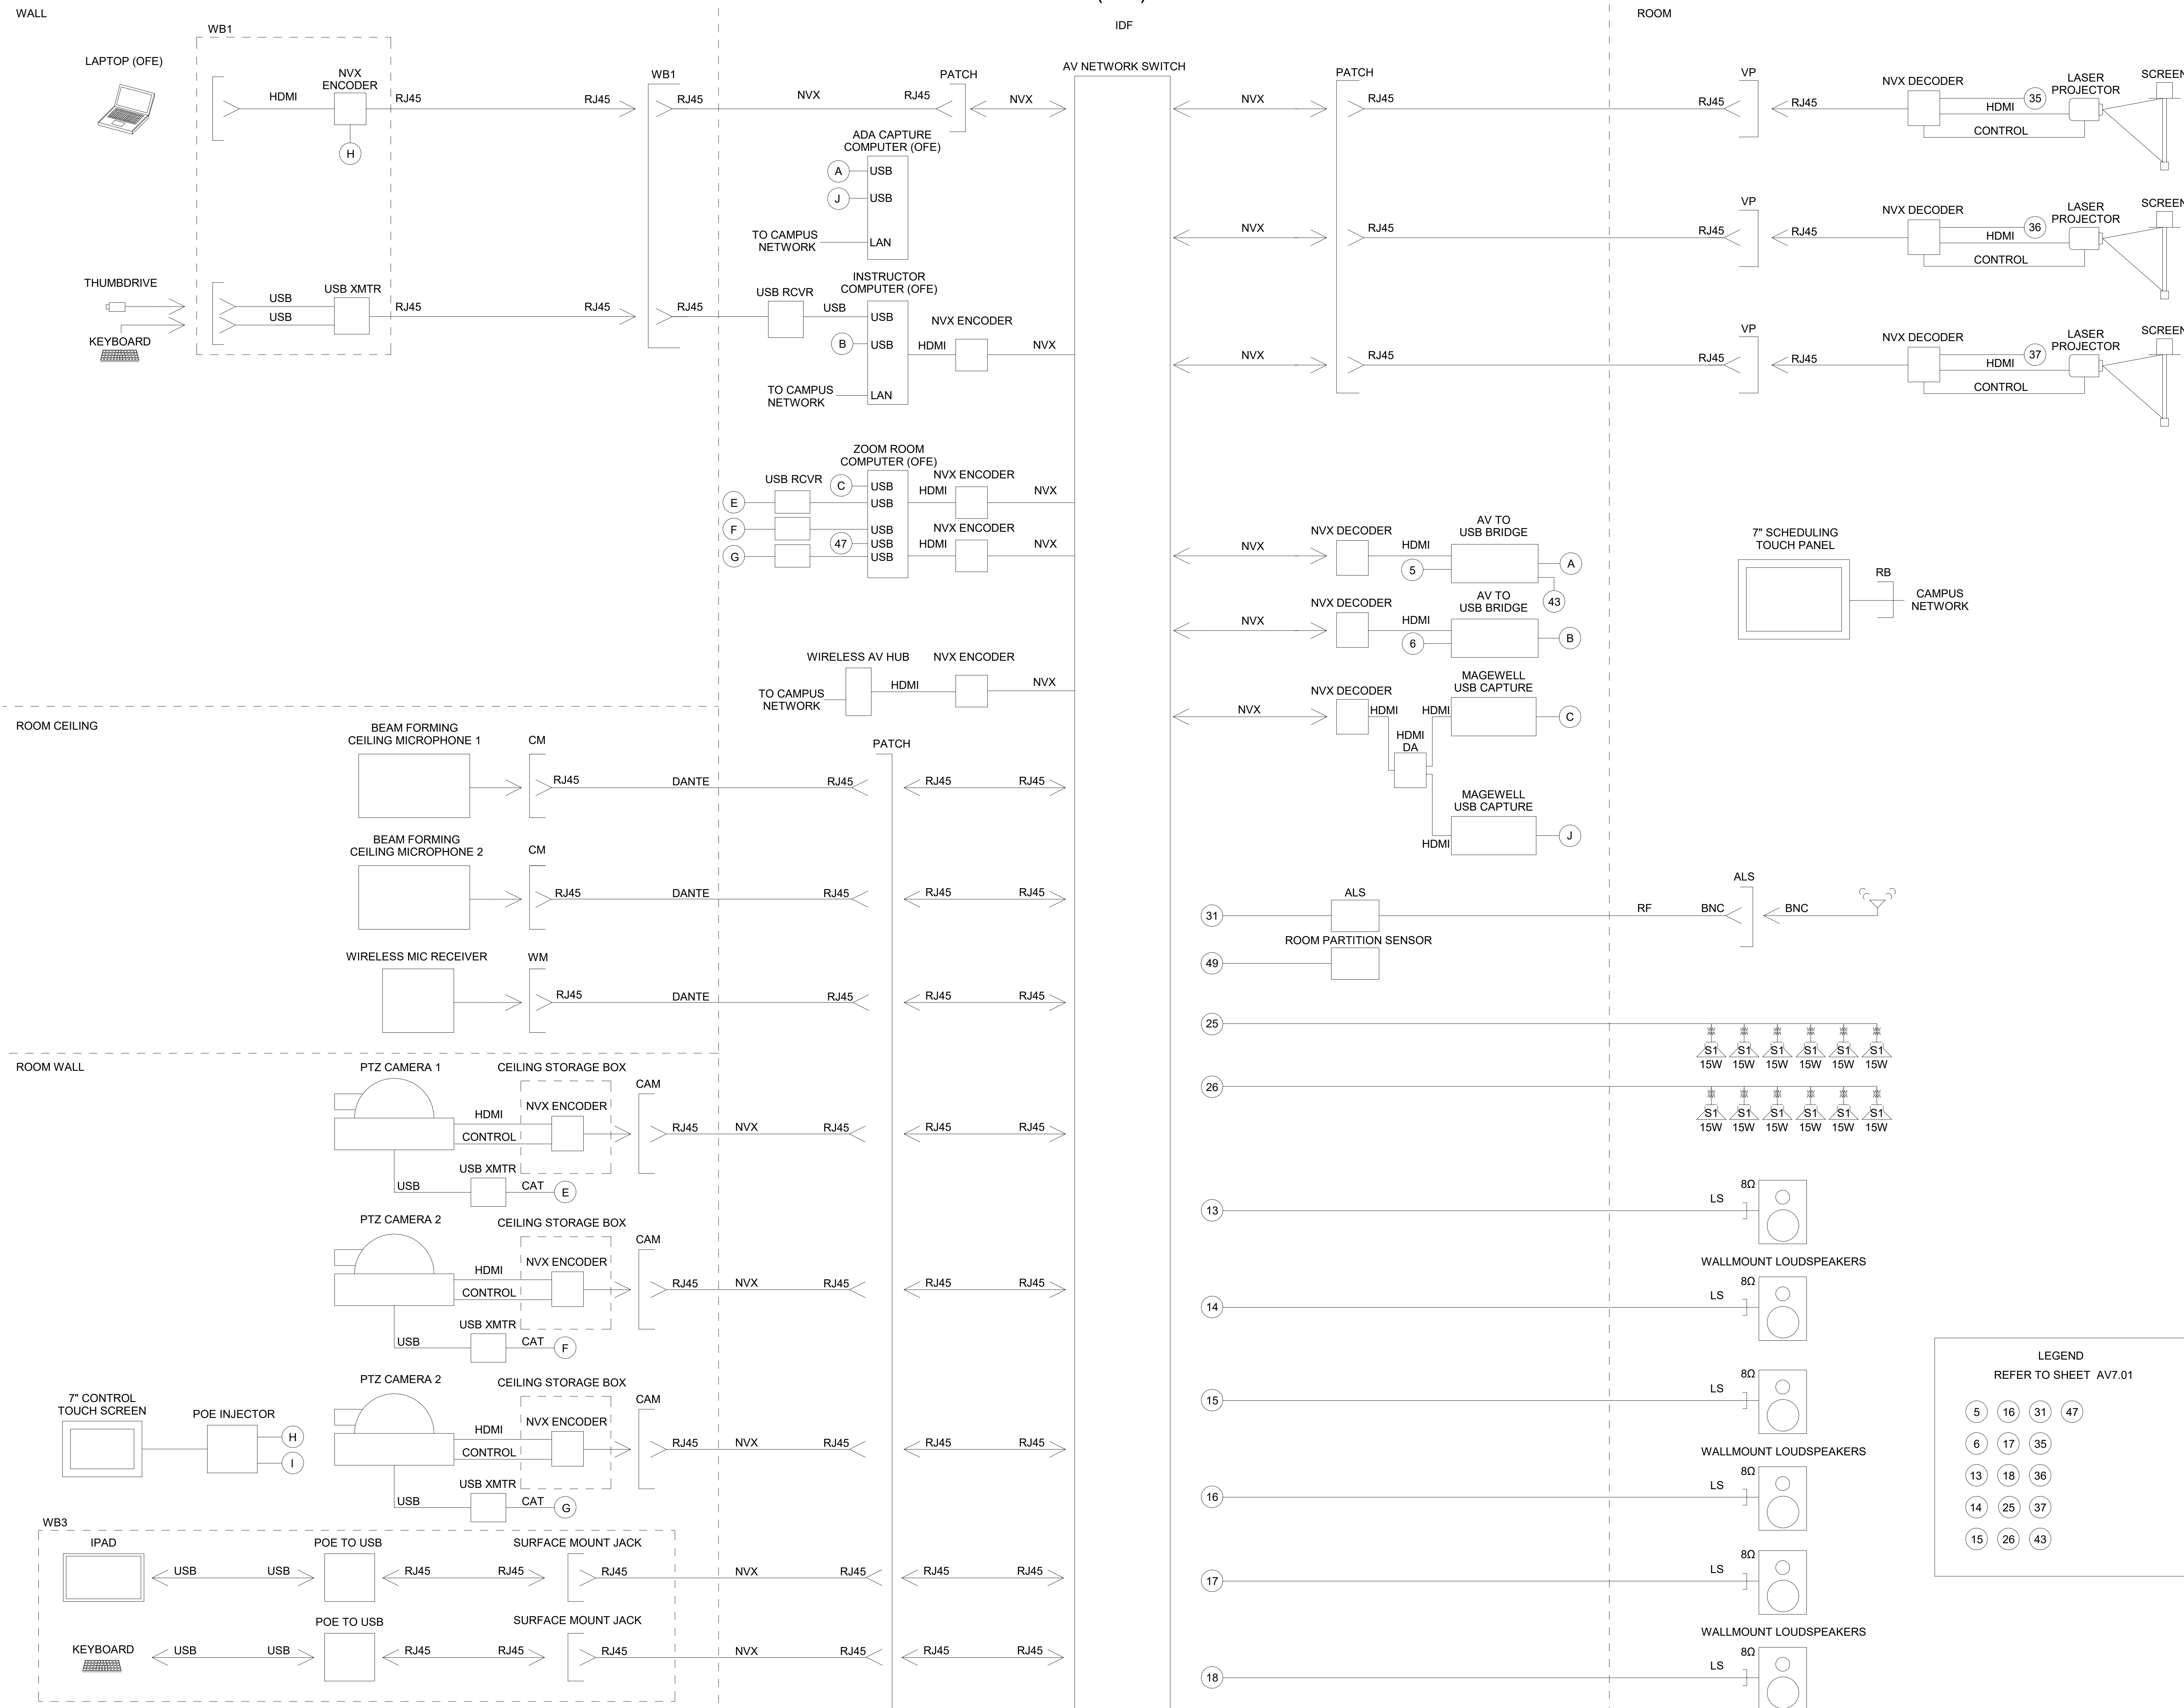 WALL
IDF
ROOM
WB1
LAPTOP (OFE)
NVX
ENCODER
HDMI
RJ45
RJ45
H
WB1
RJ45
NVX
RJ45
PATCH
NVX
AV NETWORK SWITCH
NVX
PATCH
RJ45
RJ45
VP
RJ45
NVX DECODER
35
HDMI
CONTROL
LASER
PROJECTOR
SCREEN
ADA CAPTURE
COMPUTER (OFE)
A
USB
J
USB
TO CAMPUS
NETWORK
LAN
NVX
RJ45
RJ45
VP
RJ45
NVX DECODER
36
HDMI
CONTROL
LASER
PROJECTOR
SCREEN
THUMBDRIVE
KEYBOARD
USB
USB
USB XMTR
RJ45
RJ45
RJ45
USB RCVR
USB
INSTRUCTOR
COMPUTER (OFE)
USB
B
USB
TO CAMPUS
NETWORK
LAN
HDMI
NVX ENCODER
NVX
NVX
RJ45
RJ45
VP
RJ45
NVX DECODER
37
HDMI
CONTROL
LASER
PROJECTOR
SCREEN
ZOOM ROOM
COMPUTER (OFE)
USB RCVR
C
USB
E
USB
F
USB
47
USB
G
USB
HDMI
NVX ENCODER
NVX
HDMI
NVX ENCODER
NVX
NVX
NVX DECODER
HDMI
5
AV TO
USB BRIDGE
A
43
NVX
NVX DECODER
HDMI
6
AV TO
USB BRIDGE
B
7" SCHEDULING
TOUCH PANEL
RB
CAMPUS
NETWORK
WIRELESS AV HUB
TO CAMPUS
NETWORK
HDMI
NVX ENCODER
NVX
NVX
NVX DECODER
HDMI
HDMI
DA
HDMI
MAGEWELL
USB CAPTURE
C
MAGEWELL
USB CAPTURE
HDMI
J
ROOM CEILING
BEAM FORMING
CEILING MICROPHONE 1
CM
RJ45
DANTE
RJ45
PATCH
RJ45
RJ45
BEAM FORMING
CEILING MICROPHONE 2
CM
RJ45
DANTE
RJ45
RJ45
RJ45
WIRELESS MIC RECEIVER
WM
RJ45
DANTE
RJ45
RJ45
RJ45
31
ALS
RF
BNC
ALS
BNC
ROOM PARTITION SENSOR
49
25
S1 S1 S1 S1 S1 S1
15W 15W 15W 15W 15W 15W
26
S1 S1 S1 S1 S1 S1
15W 15W 15W 15W 15W 15W
ROOM WALL
PTZ CAMERA 1
CEILING STORAGE BOX
CAM
HDMI
NVX ENCODER
CONTROL
RJ45
NVX
RJ45
RJ45
RJ45
USB XMTR
USB
CAT
E
PTZ CAMERA 2
CEILING STORAGE BOX
CAM
HDMI
NVX ENCODER
CONTROL
RJ45
NVX
RJ45
RJ45
RJ45
USB XMTR
USB
CAT
F
7" CONTROL
TOUCH SCREEN
POE INJECTOR
H
I
PTZ CAMERA 2
CEILING STORAGE BOX
CAM
HDMI
NVX ENCODER
CONTROL
RJ45
NVX
RJ45
RJ45
RJ45
USB XMTR
USB
CAT
G
WB3
IPAD
USB
USB
POE TO USB
RJ45
RJ45
SURFACE MOUNT JACK
RJ45
NVX
RJ45
RJ45
RJ45
KEYBOARD
USB
USB
POE TO USB
RJ45
RJ45
SURFACE MOUNT JACK
RJ45
NVX
RJ45
RJ45
RJ45
13
LS
8Ω
WALLMOUNT LOUDSPEAKERS
14
LS
8Ω
15
LS
8Ω
WALLMOUNT LOUDSPEAKERS
16
LS
8Ω
17
LS
8Ω
WALLMOUNT LOUDSPEAKERS
18
LS
8Ω
LEGEND
REFER TO SHEET AV7.01
5 16 31 47
6 17 35
13 18 36
14 25 37
15 26 43